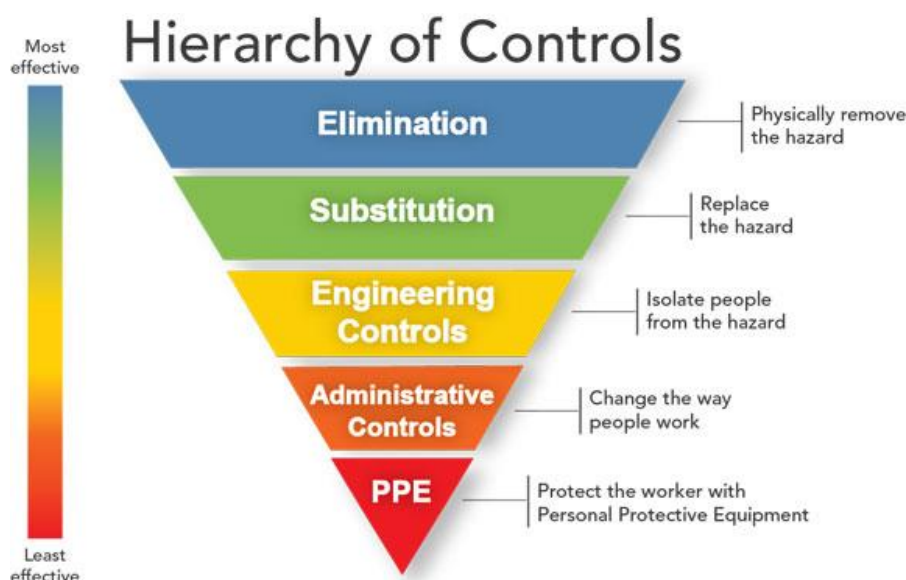 Hierarchy of Controls
Most
effective
Elimination
Physically remove
the hazard
Substitution
Replace
the hazard
Engineering
Controls
Isolate people
from the hazard
Administrative
Controls
Change the way
people work
PPE
Protect the worker with
Personal Protective Equipment
Least
effective